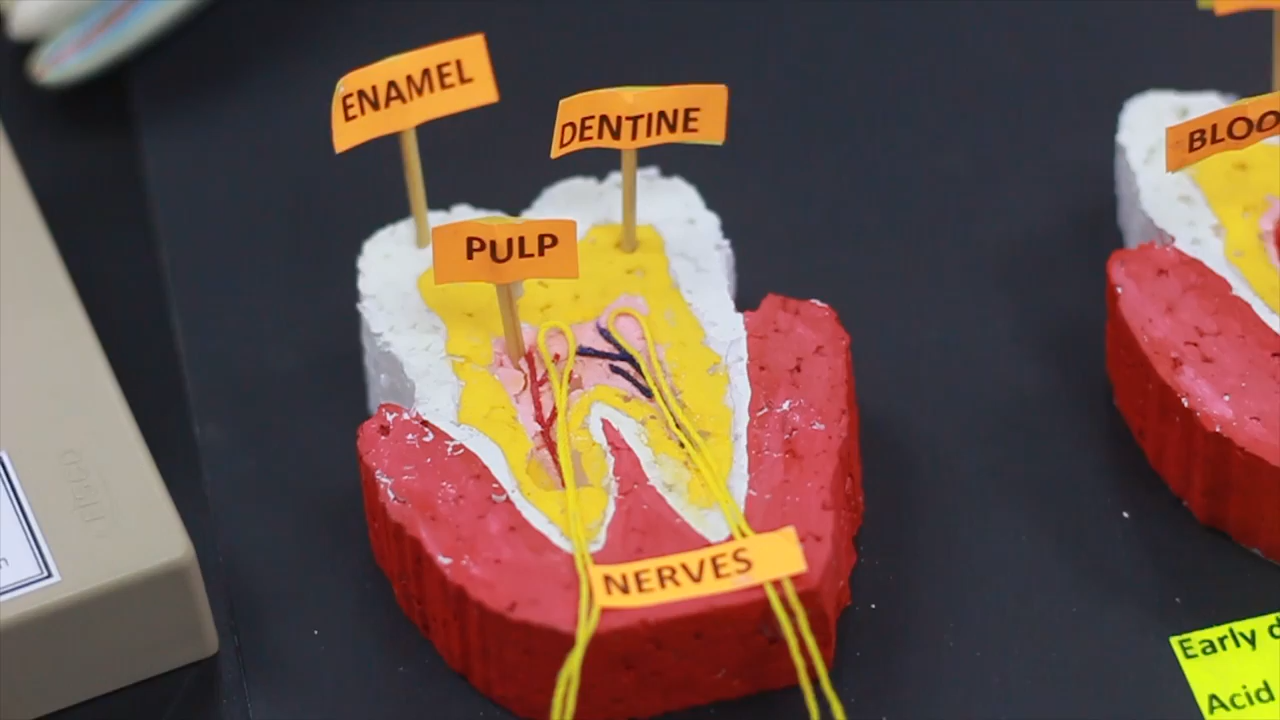 ENAMEL
DENTINE
PULP
NERVES
BLOO
Early d
Acid